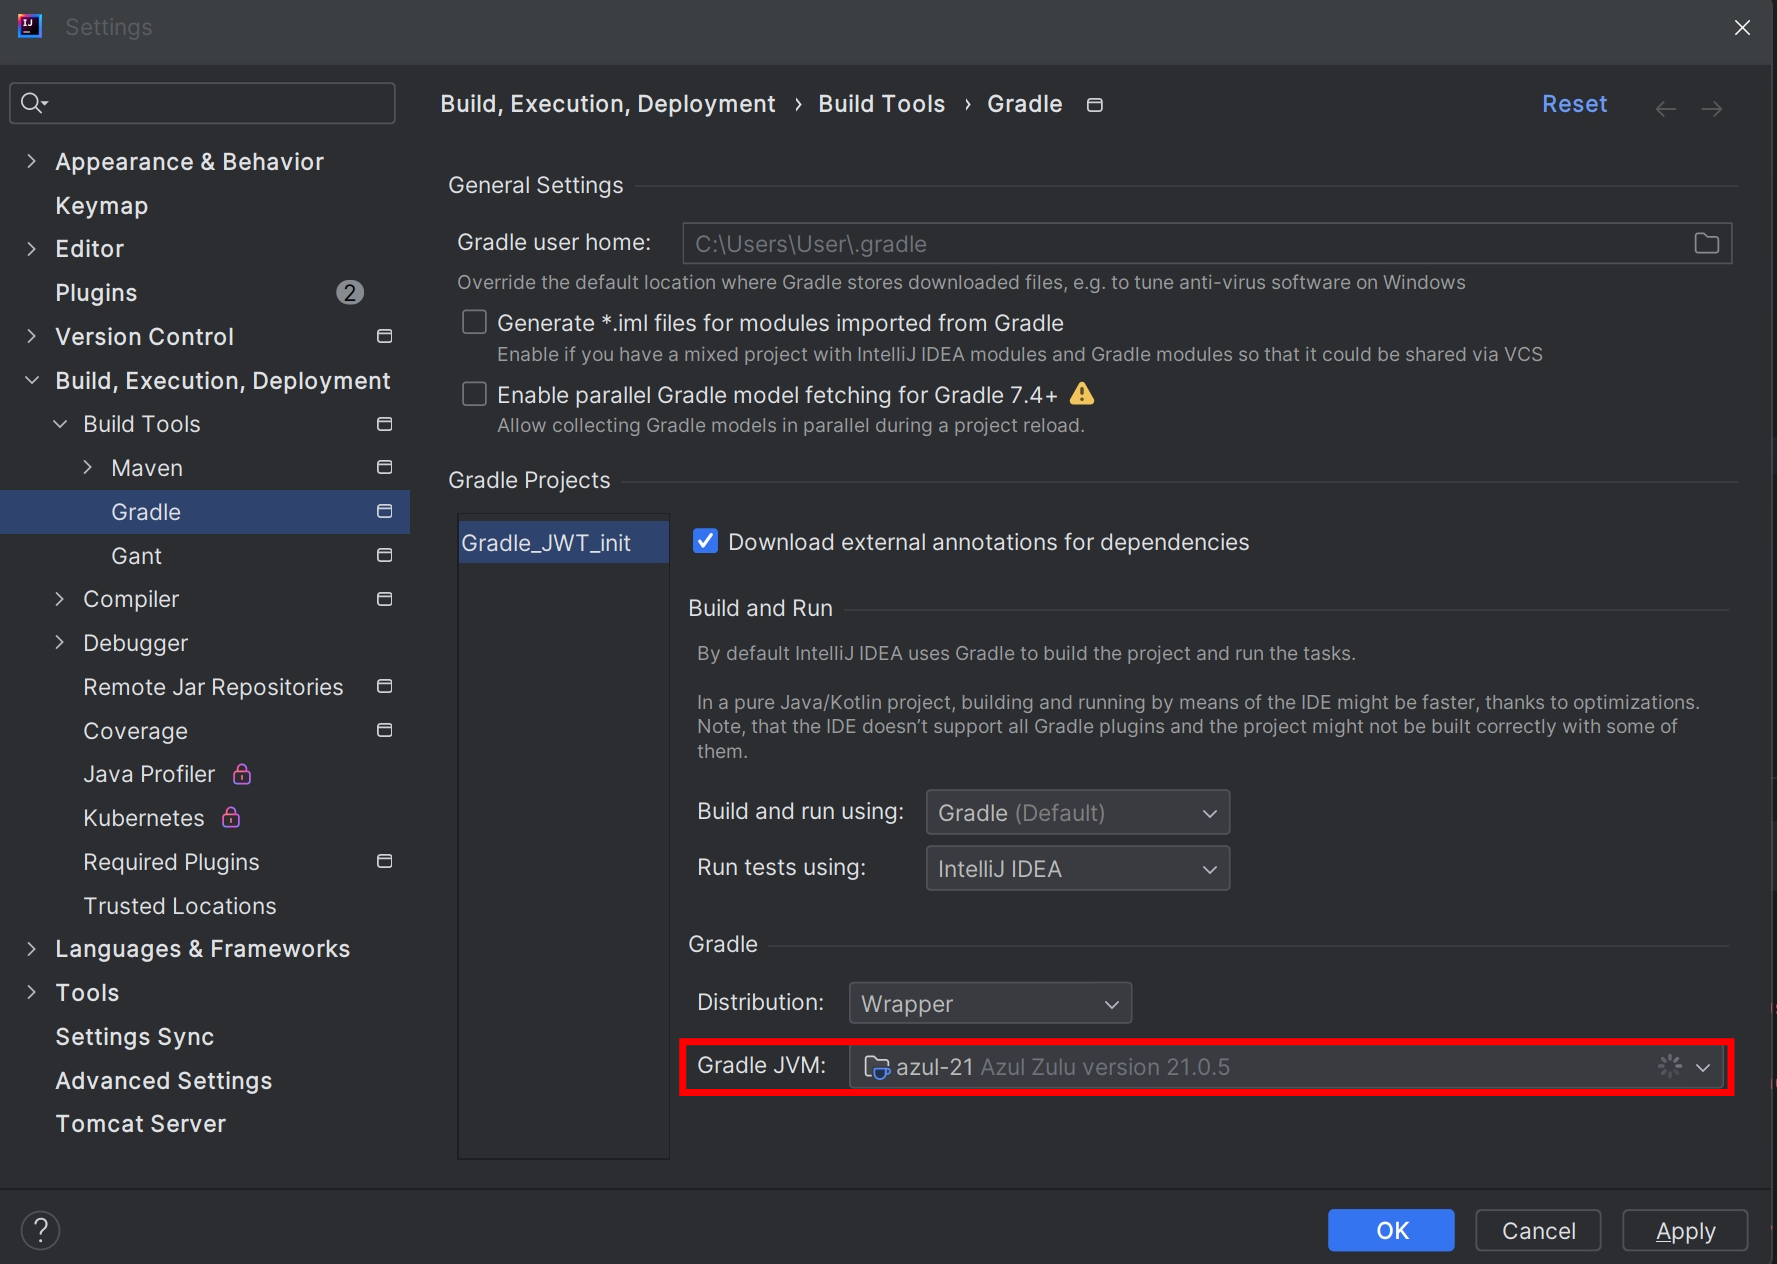 Settings
Appearance & Behavior
Keymap
Editor
Plugins 2
Version Control
Build, Execution, Deployment
Build Tools
Maven
Gradle
Gant
Compiler
Debugger
Remote Jar Repositories
Coverage
Java Profiler
Kubernetes
Required Plugins
Trusted Locations
Languages & Frameworks
Tools
Settings Sync
Advanced Settings
Tomcat Server
Build, Execution, Deployment › Build Tools › Gradle
Reset
General Settings
Gradle user home: C:\Users\User\.gradle
Override the default location where Gradle stores downloaded files, e.g. to tune anti-virus software on Windows
Generate *.iml files for modules imported from Gradle
Enable if you have a mixed project with IntelliJ IDEA modules and Gradle modules so that it could be shared via VCS
Enable parallel Gradle model fetching for Gradle 7.4+
Allow collecting Gradle models in parallel during a project reload.
Gradle Projects
Gradle_JWT_init
Download external annotations for dependencies
Build and Run
By default IntelliJ IDEA uses Gradle to build the project and run the tasks.
In a pure Java/Kotlin project, building and running by means of the IDE might be faster, thanks to optimizations.
Note, that the IDE doesn't support all Gradle plugins and the project might not be built correctly with some of
them.
Build and run using: Gradle (Default)
Run tests using: IntelliJ IDEA
Gradle
Distribution: Wrapper
Gradle JVM: azul-21 Azul Zulu version 21.0.5
?
OK
Cancel
Apply